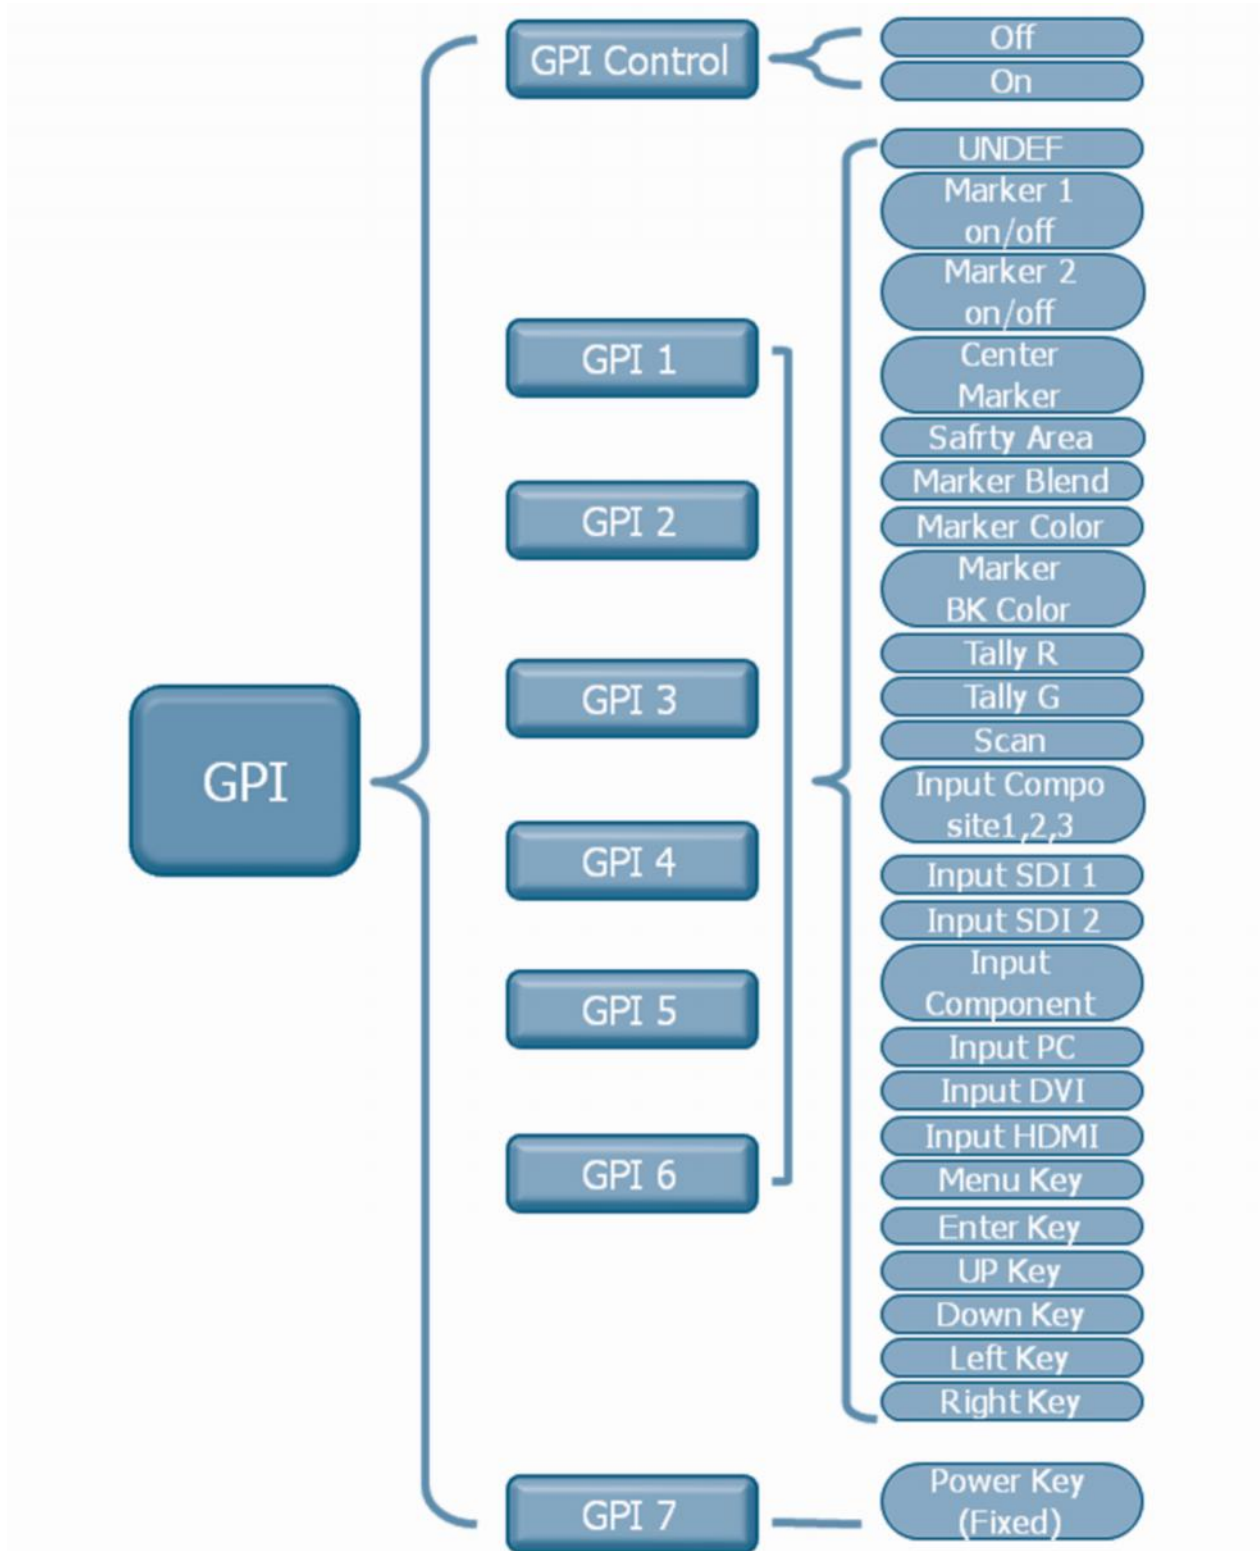 GPI
GPI Control
Off
On
GPI 1
GPI 2
GPI 3
GPI 4
GPI 5
GPI 6
UNDEF
Marker 1
on/off
Marker 2
on/off
Center
Marker
Safrty Area
Marker Blend
Marker Color
Marker
BK Color
Tally R
Tally G
Scan
Input Compo
site1,2,3
Input SDI 1
Input SDI 2
Input
Component
Input PC
Input DVI
Input HDMI
Menu Key
Enter Key
UP Key
Down Key
Left Key
Right Key
GPI 7
Power Key
(Fixed)